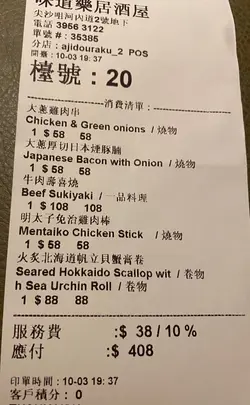 味道樂居酒屋
尖沙咀河內道2號地下
電話 3956 3122
單號 # : 35385
分店 : ajidouraku_2 POS
開臺 : 10-03 19:37
檯號 : 20
消費清單 :
大蔥雞肉串
Chicken & Green onions / 燒物
1 $ 58 58
大蔥厚切日本煙豚腩
Japanese Bacon with Onion / 燒物
1 $ 58 58
牛肉壽喜燒
Beef Sukiyaki / 一品料理
1 $ 108 108
明太子免治雞肉棒
Mentaiko Chicken Stick / 燒物
1 $ 58 58
火炙北海道帆立貝蟹膏卷
Seared Hokkaido Scallop wit / 卷物
h Sea Urchin Roll / 卷物
1 $ 88 88
服務費 :$ 38 / 10 %
應付 :$ 408
印單時間 : 10-03 19: 37
客戶積分 : 0